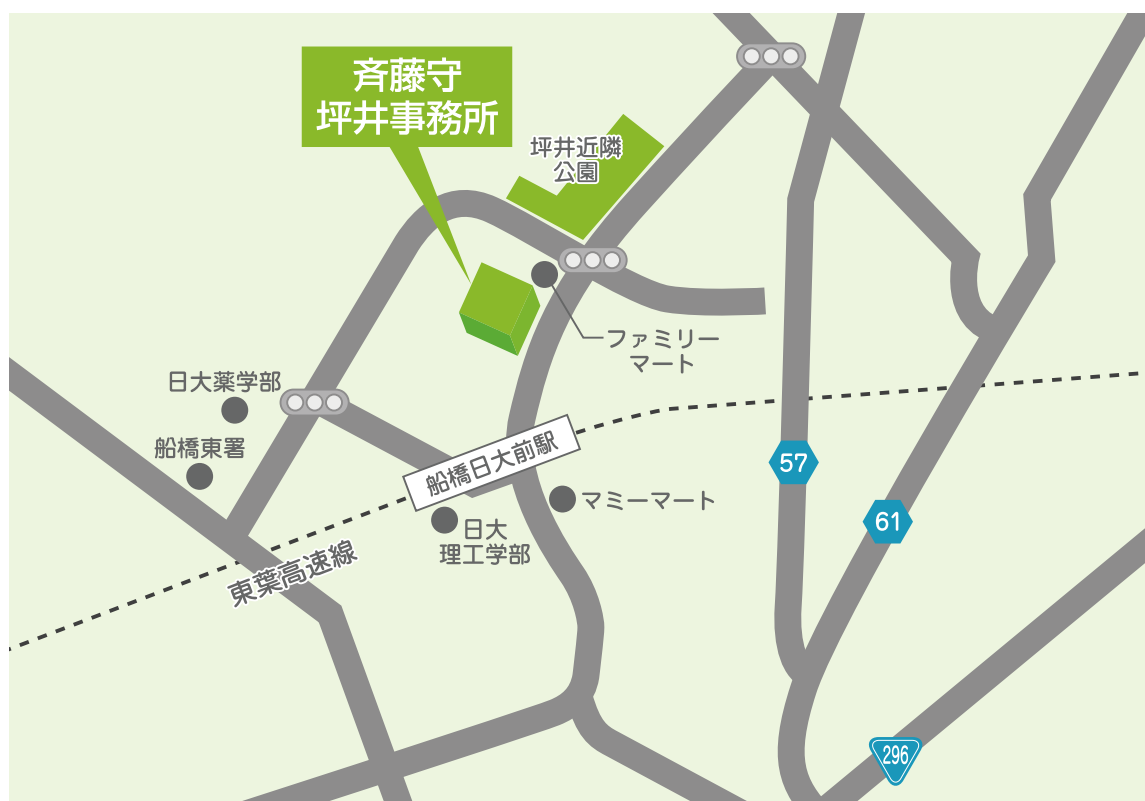 斉藤守
坪井事務所
坪井近隣
公園
ファミリー
マート
日大薬学部
船橋東署
船橋日大前駅
57
マミーマート
61
日大
理工学部
東葉高速線
296